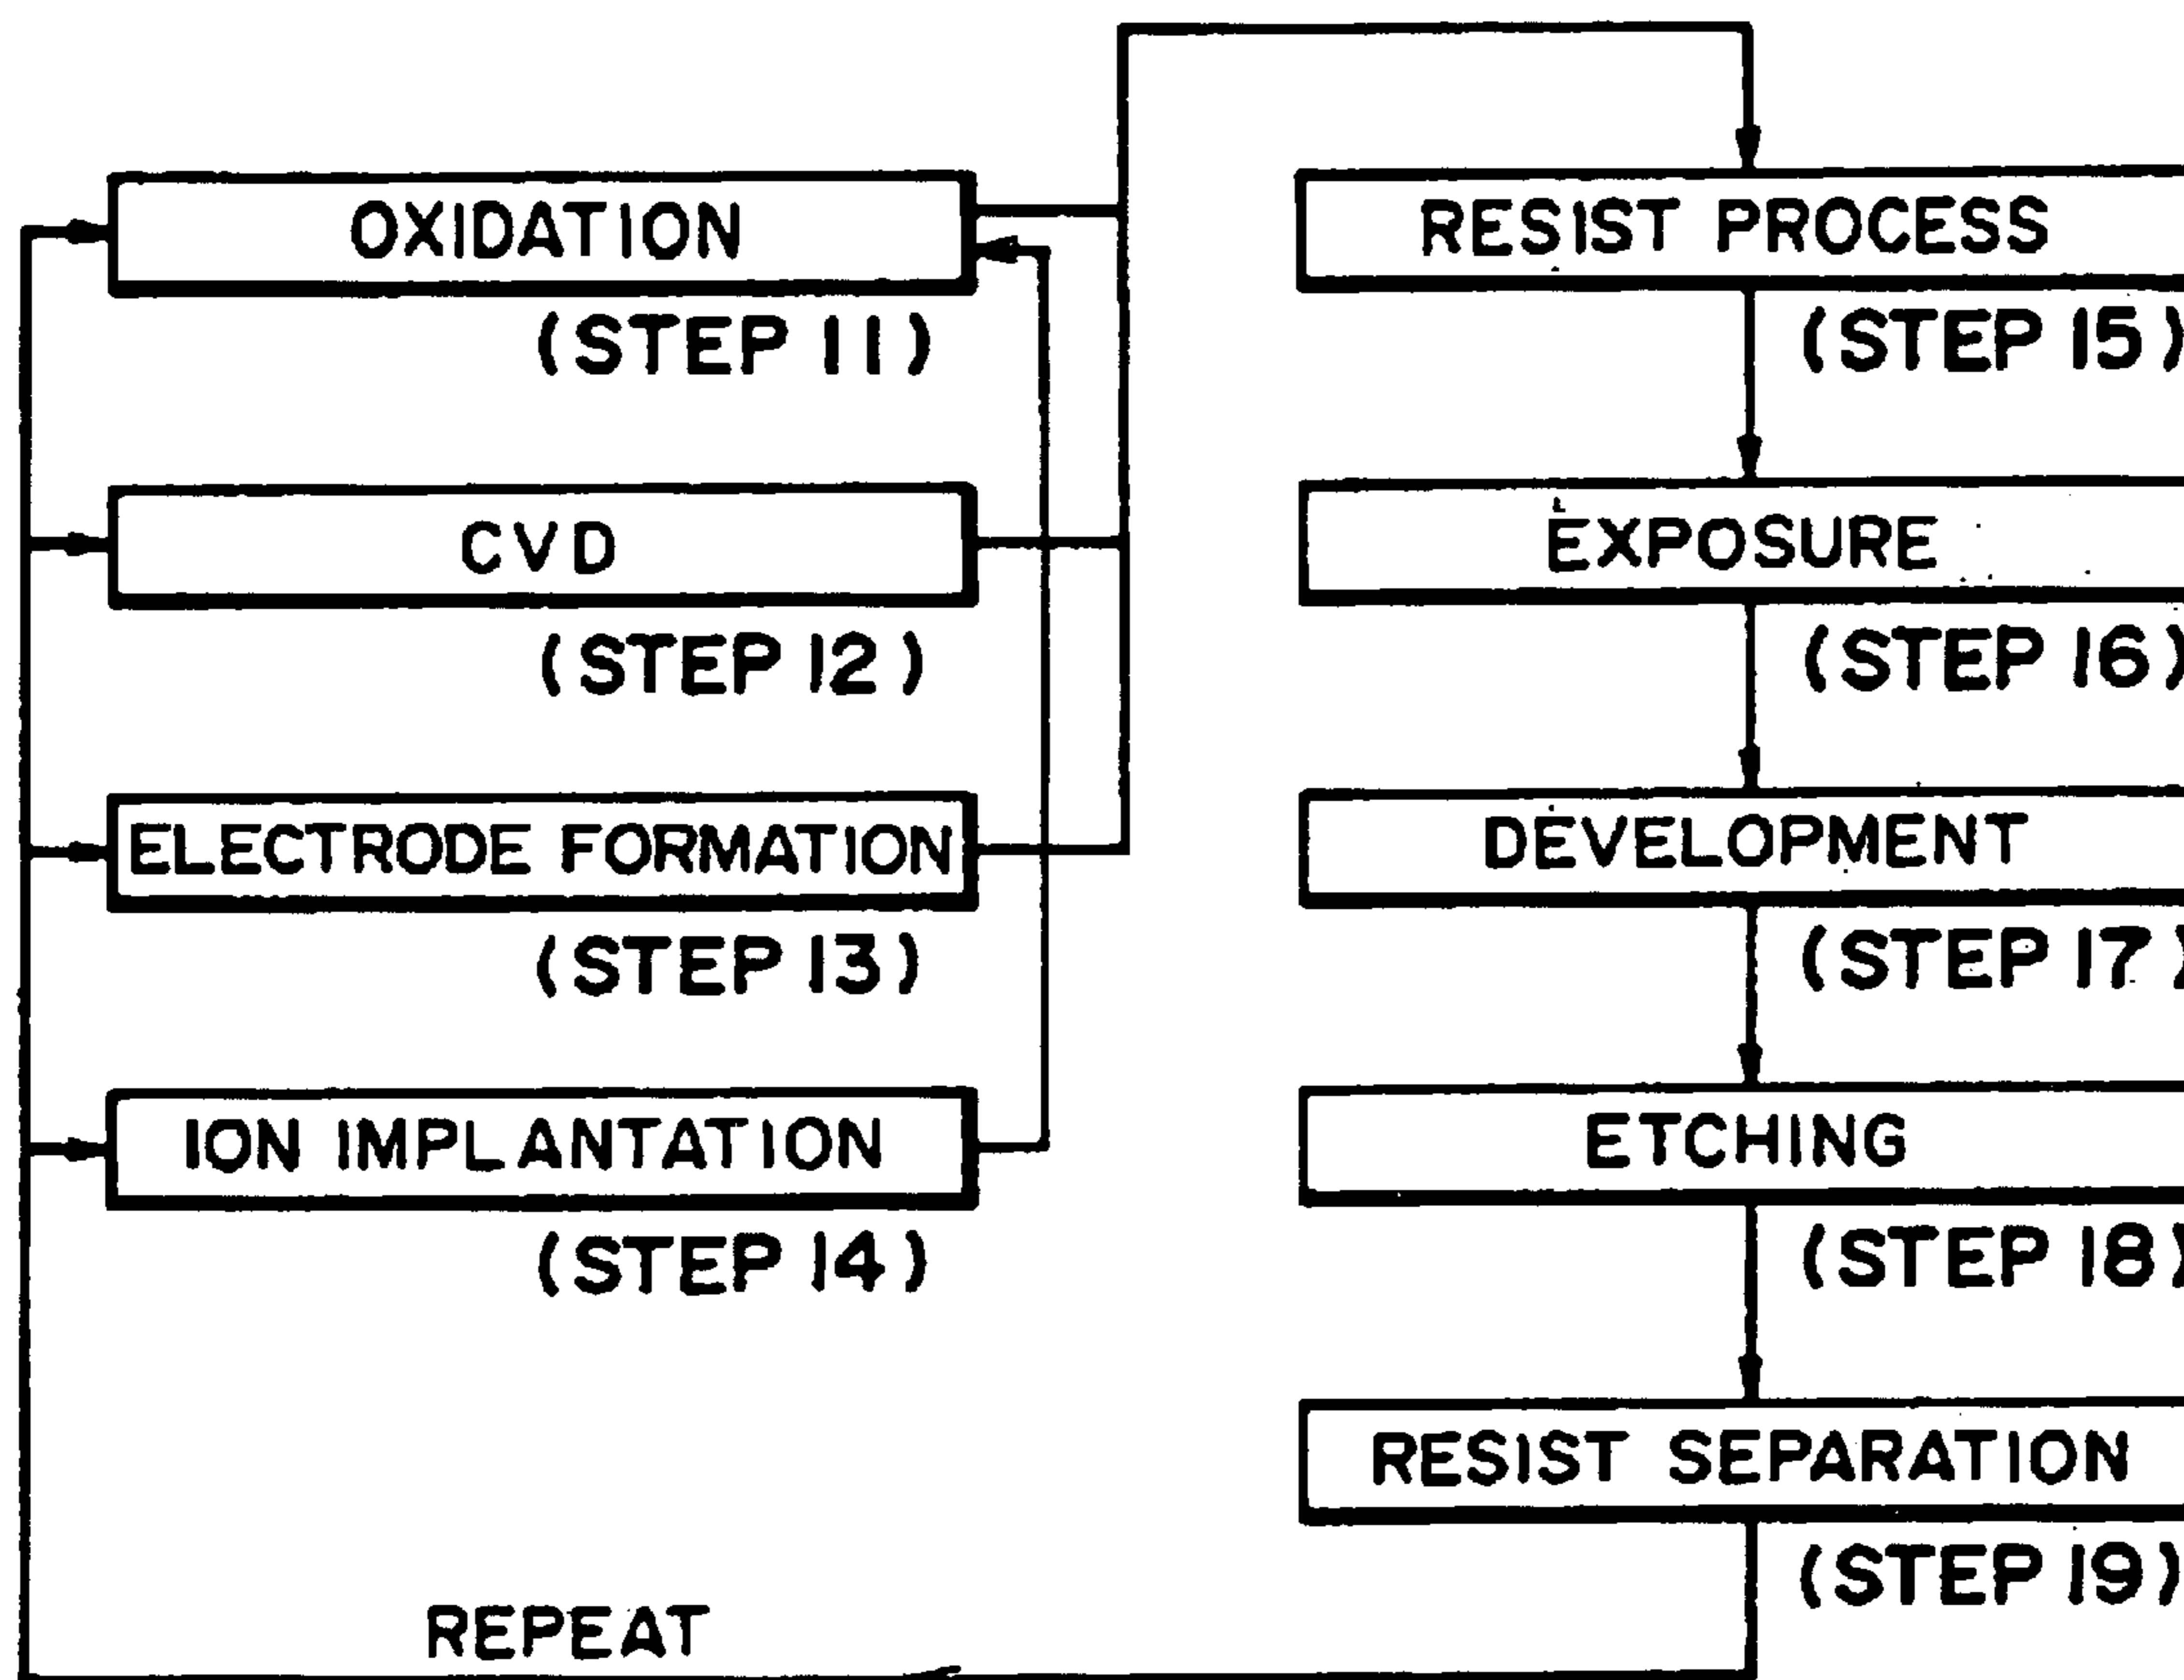 OXIDATION
(STEP 11)
CVD
(STEP 12)
ELECTRODE FORMATION
(STEP 13)
ION IMPLANTATION
(STEP 14)
REPEAT
RESIST PROCESS
(STEP 15)
EXPOSURE
(STEP 16)
DEVELOPMENT
(STEP 17)
ETCHING
(STEP 18)
RESIST SEPARATION
(STEP 19)